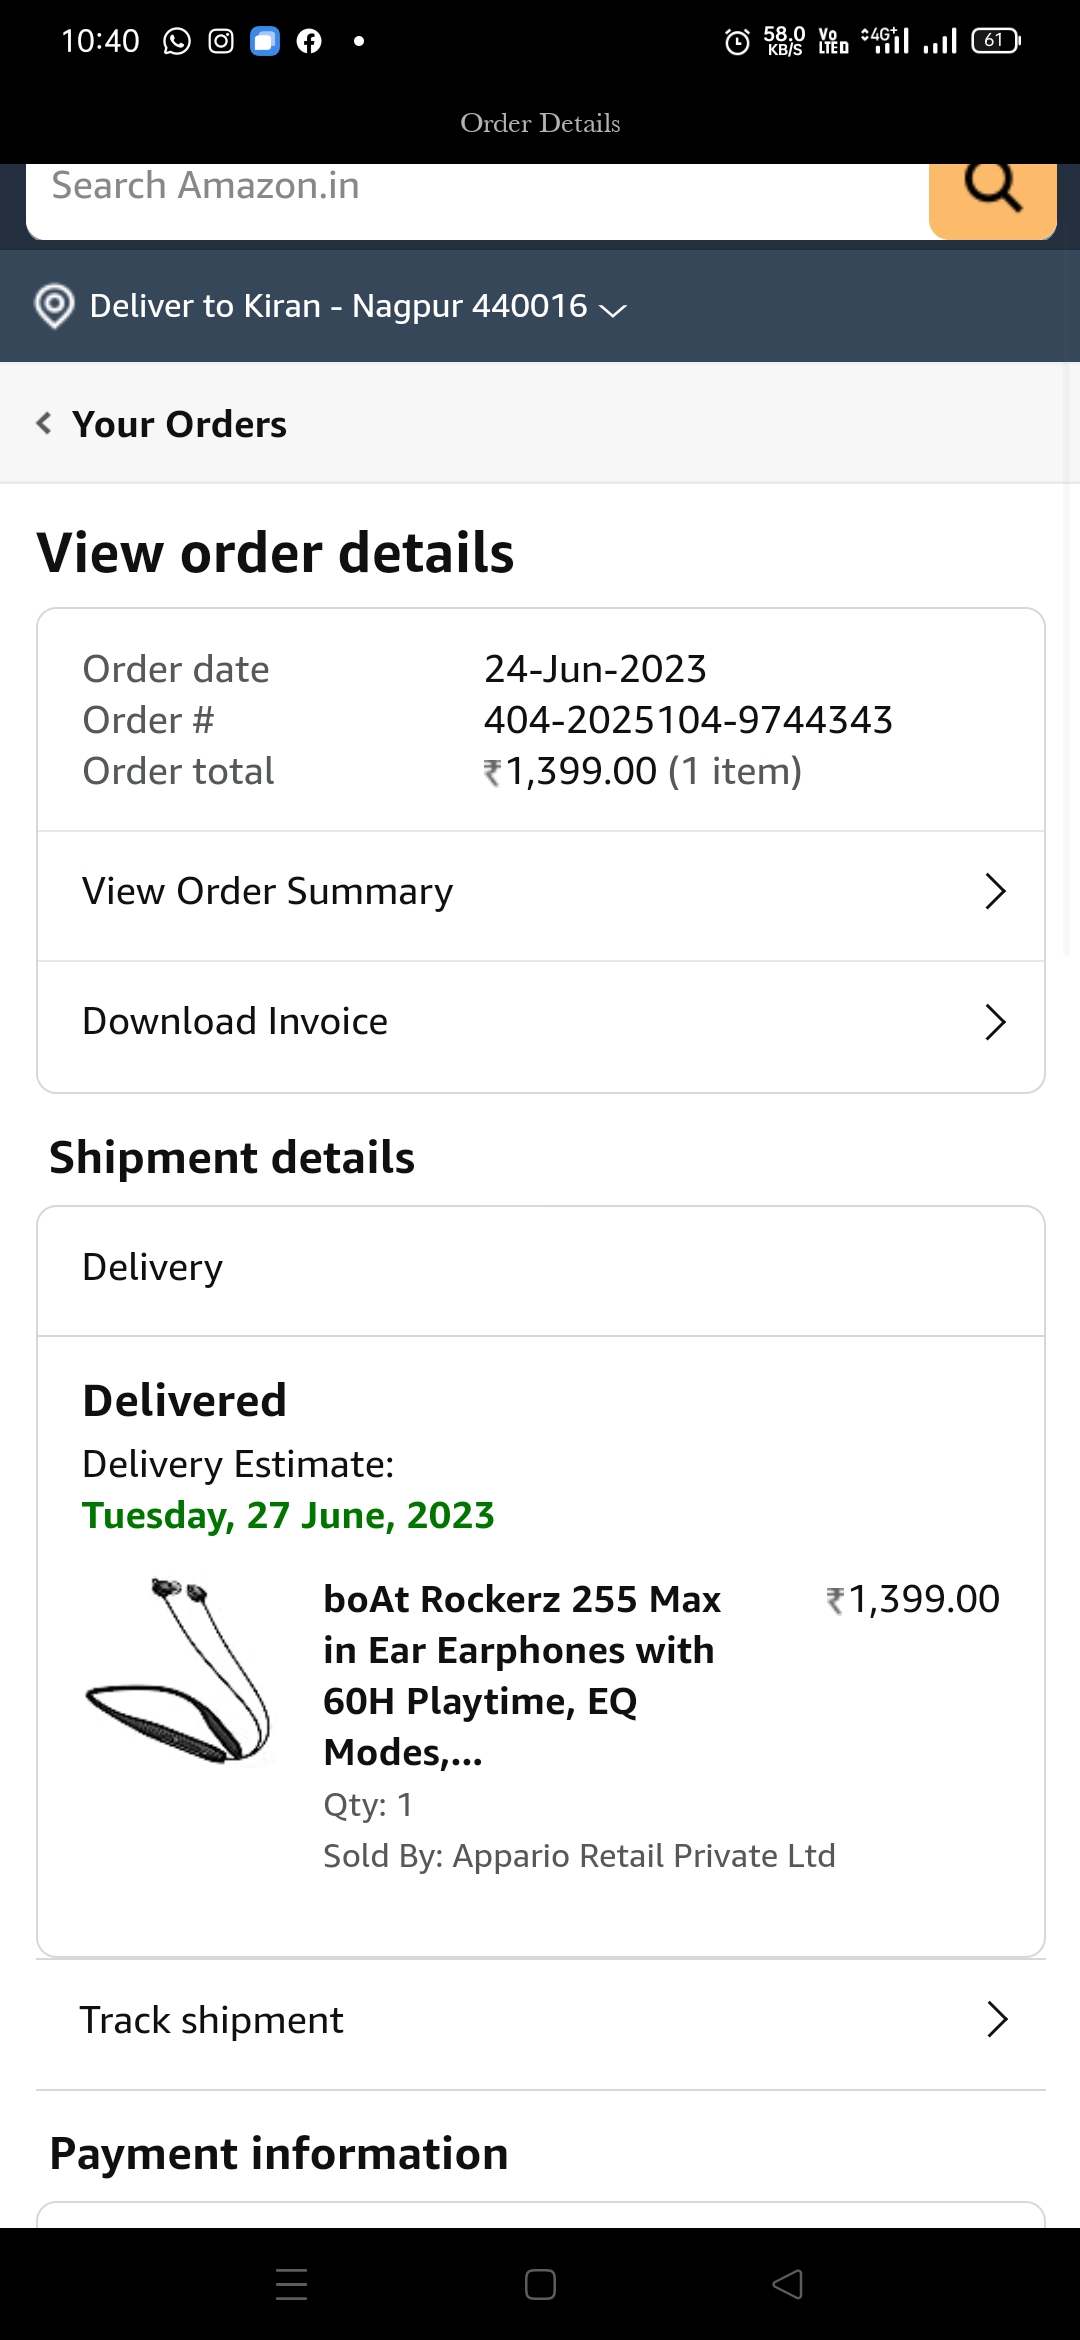 10:40
58.0 KB/S
Vo LTED
4G+
61
Order Details
Search Amazon.in
Deliver to Kiran - Nagpur 440016
Your Orders
View order details
Order date 24-Jun-2023
Order # 404-2025104-9744343
Order total ₹1,399.00 (1 item)
View Order Summary
Download Invoice
Shipment details
Delivery
Delivered
Delivery Estimate:
Tuesday, 27 June, 2023
boAt Rockerz 255 Max ₹1,399.00
in Ear Earphones with
60H Playtime, EQ
Modes,...
Qty: 1
Sold By: Appario Retail Private Ltd
Track shipment
Payment information